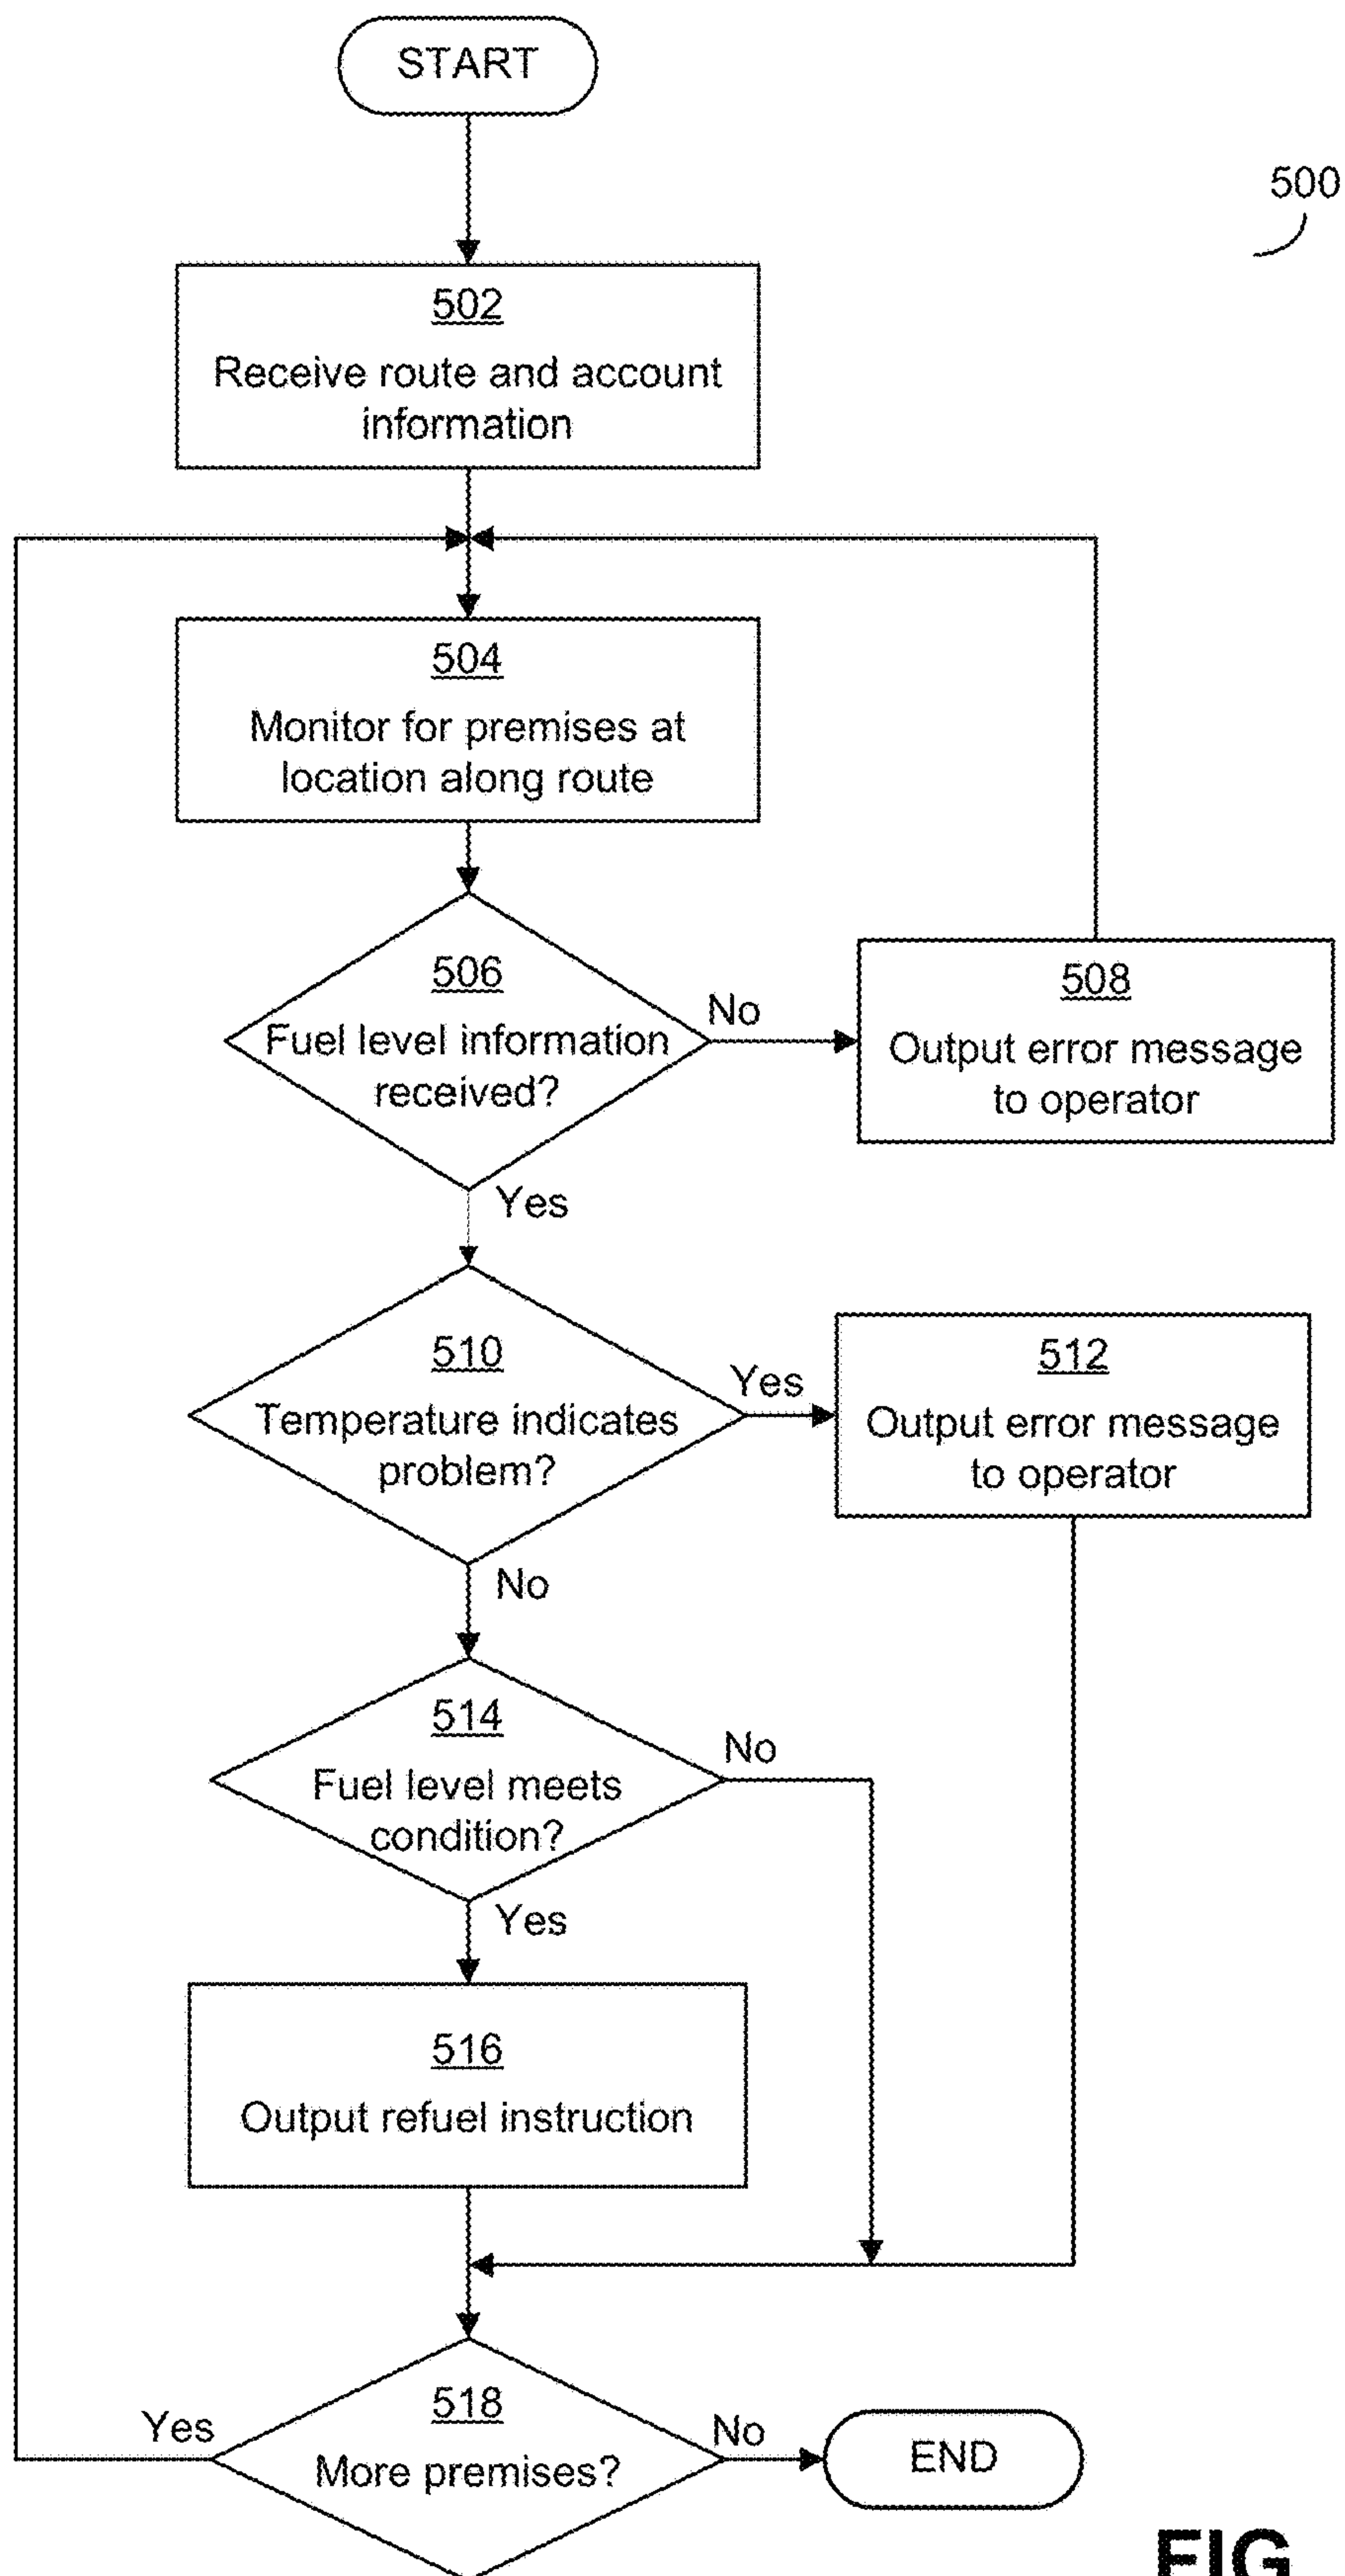 START
500
502
Receive route and account
information
504
Monitor for premises at
location along route
506
Fuel level information
received?
No
508
Output error message
to operator
Yes
510
Temperature indicates
problem?
Yes
512
Output error message
to operator
No
514
Fuel level meets
condition?
No
Yes
516
Output refuel instruction
518
More premises?
Yes
No
END
FIG